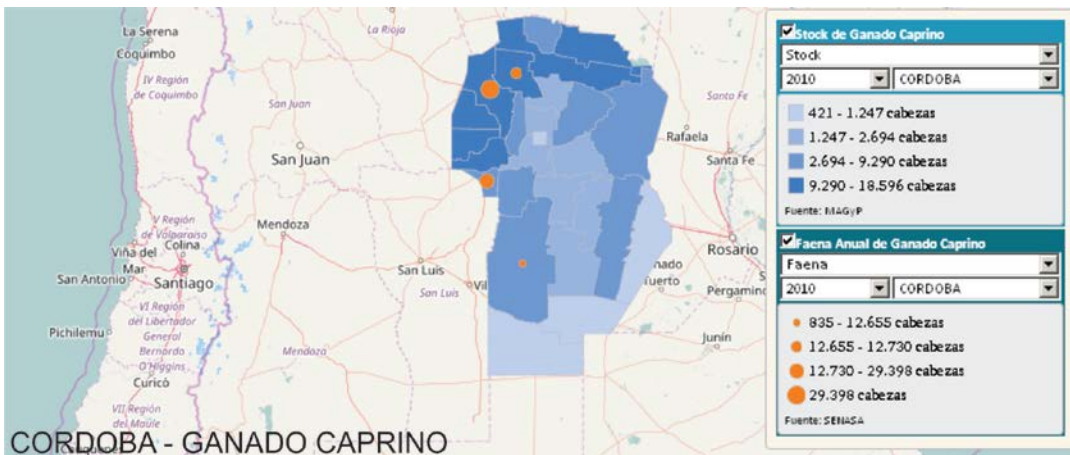 La Serena
Coquimbo
La Rioja
IV Región
de Coquimbo
San Juan
San Juan
Santa Fe
Rafaela
Santa Fe
V Región
de Valparaíso
Viña del
Mar
Colina
Mendoza
San Antonio
Santiago
San Luis
San Luis
Vil
Rosario
nado
uerto
Pergamino
Junín
Pichilemu
VI Región
del Libertador
General
Bernardo
O'Higgins
Mendoza
Curicó
VII Región
del Maule
CORDOBA - GANADO CAPRINO
Stock de Ganado Caprino
Stock
2010 CORDOBA
421 - 1.247 cabezas
1.247 - 2.694 cabezas
2.694 - 9.290 cabezas
9.290 - 18.596 cabezas
Fuente: MAGyP
Faena Anual de Ganado Caprino
Faena
2010 CORDOBA
835 - 12.655 cabezas
12.655 - 12.730 cabezas
12.730 - 29.398 cabezas
29.398 cabezas
Fuente: SENASA